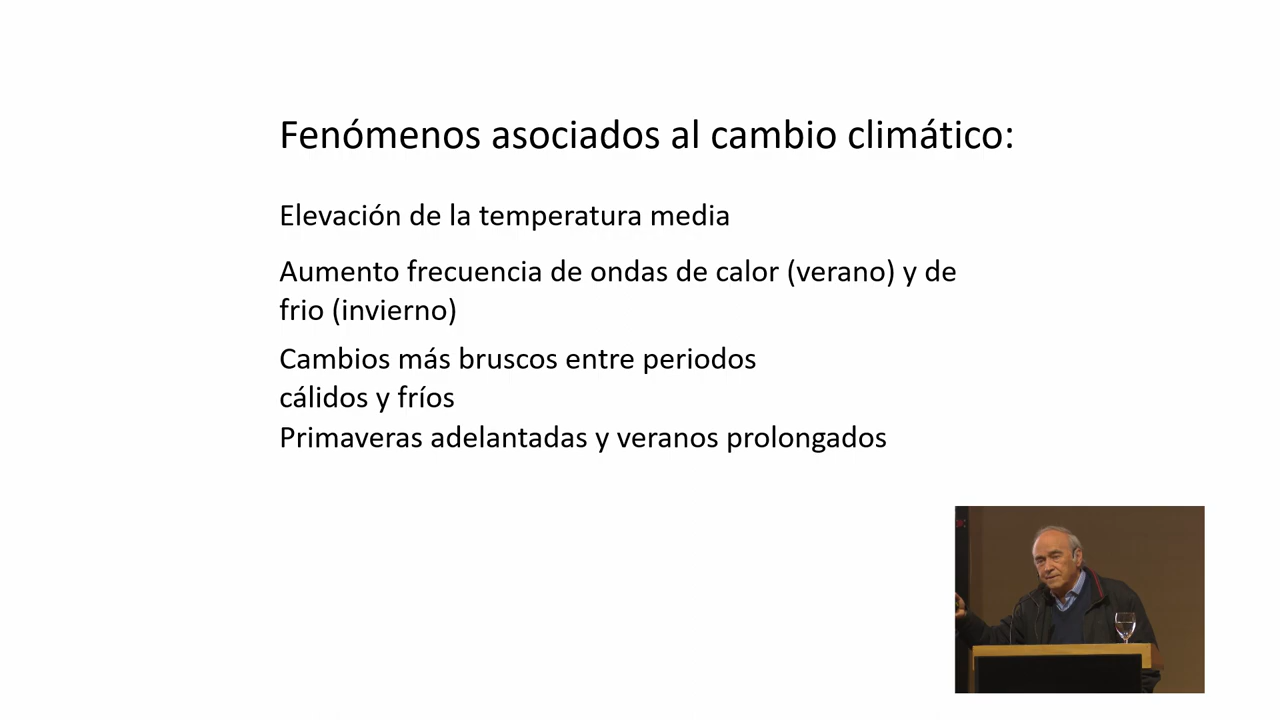 Fenómenos asociados al cambio climático:
Elevación de la temperatura media
Aumento frecuencia de ondas de calor (verano) y de
frio (invierno)
Cambios más bruscos entre periodos
cálidos y fríos
Primaveras adelantadas y veranos prolongados